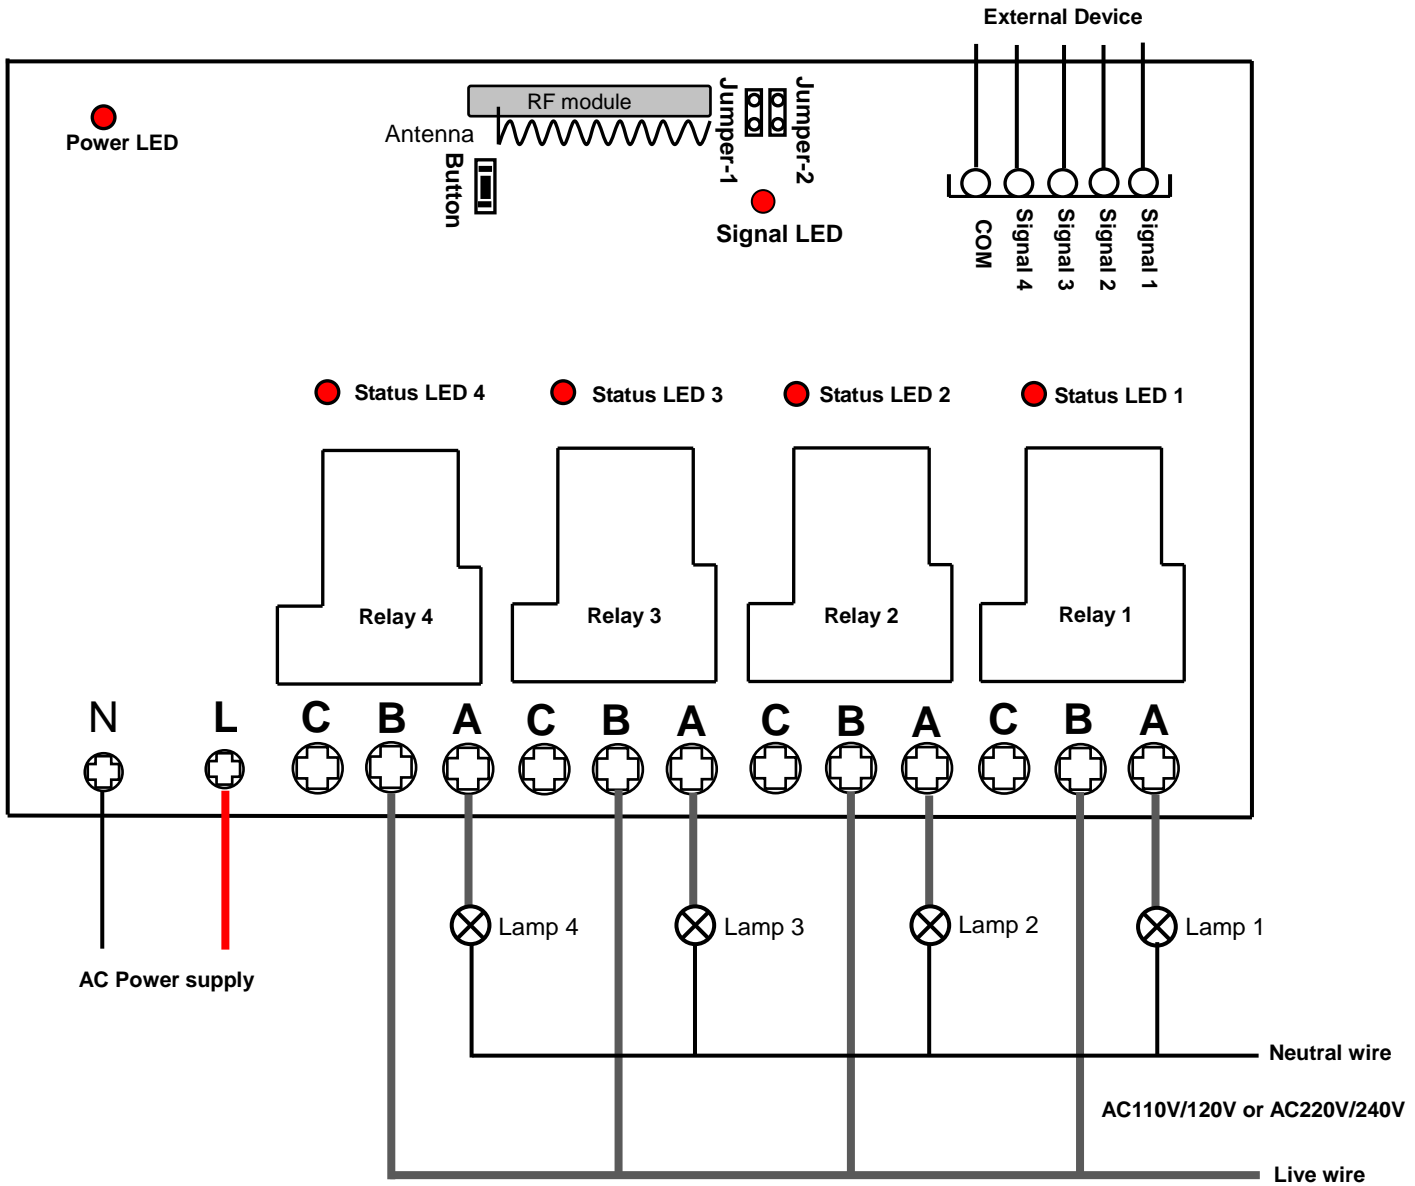 External Device
RF module
Jumper-1
Jumper-2
Power LED
Antenna
Button
Signal LED
COM
Signal 4
Signal 3
Signal 2
Signal 1
Status LED 4
Status LED 3
Status LED 2
Status LED 1
Relay 4
Relay 3
Relay 2
Relay 1
N L C B A C B A C B A C B A
Lamp 4
Lamp 3
Lamp 2
Lamp 1
AC Power supply
Neutral wire
AC110V/120V or AC220V/240V
Live wire